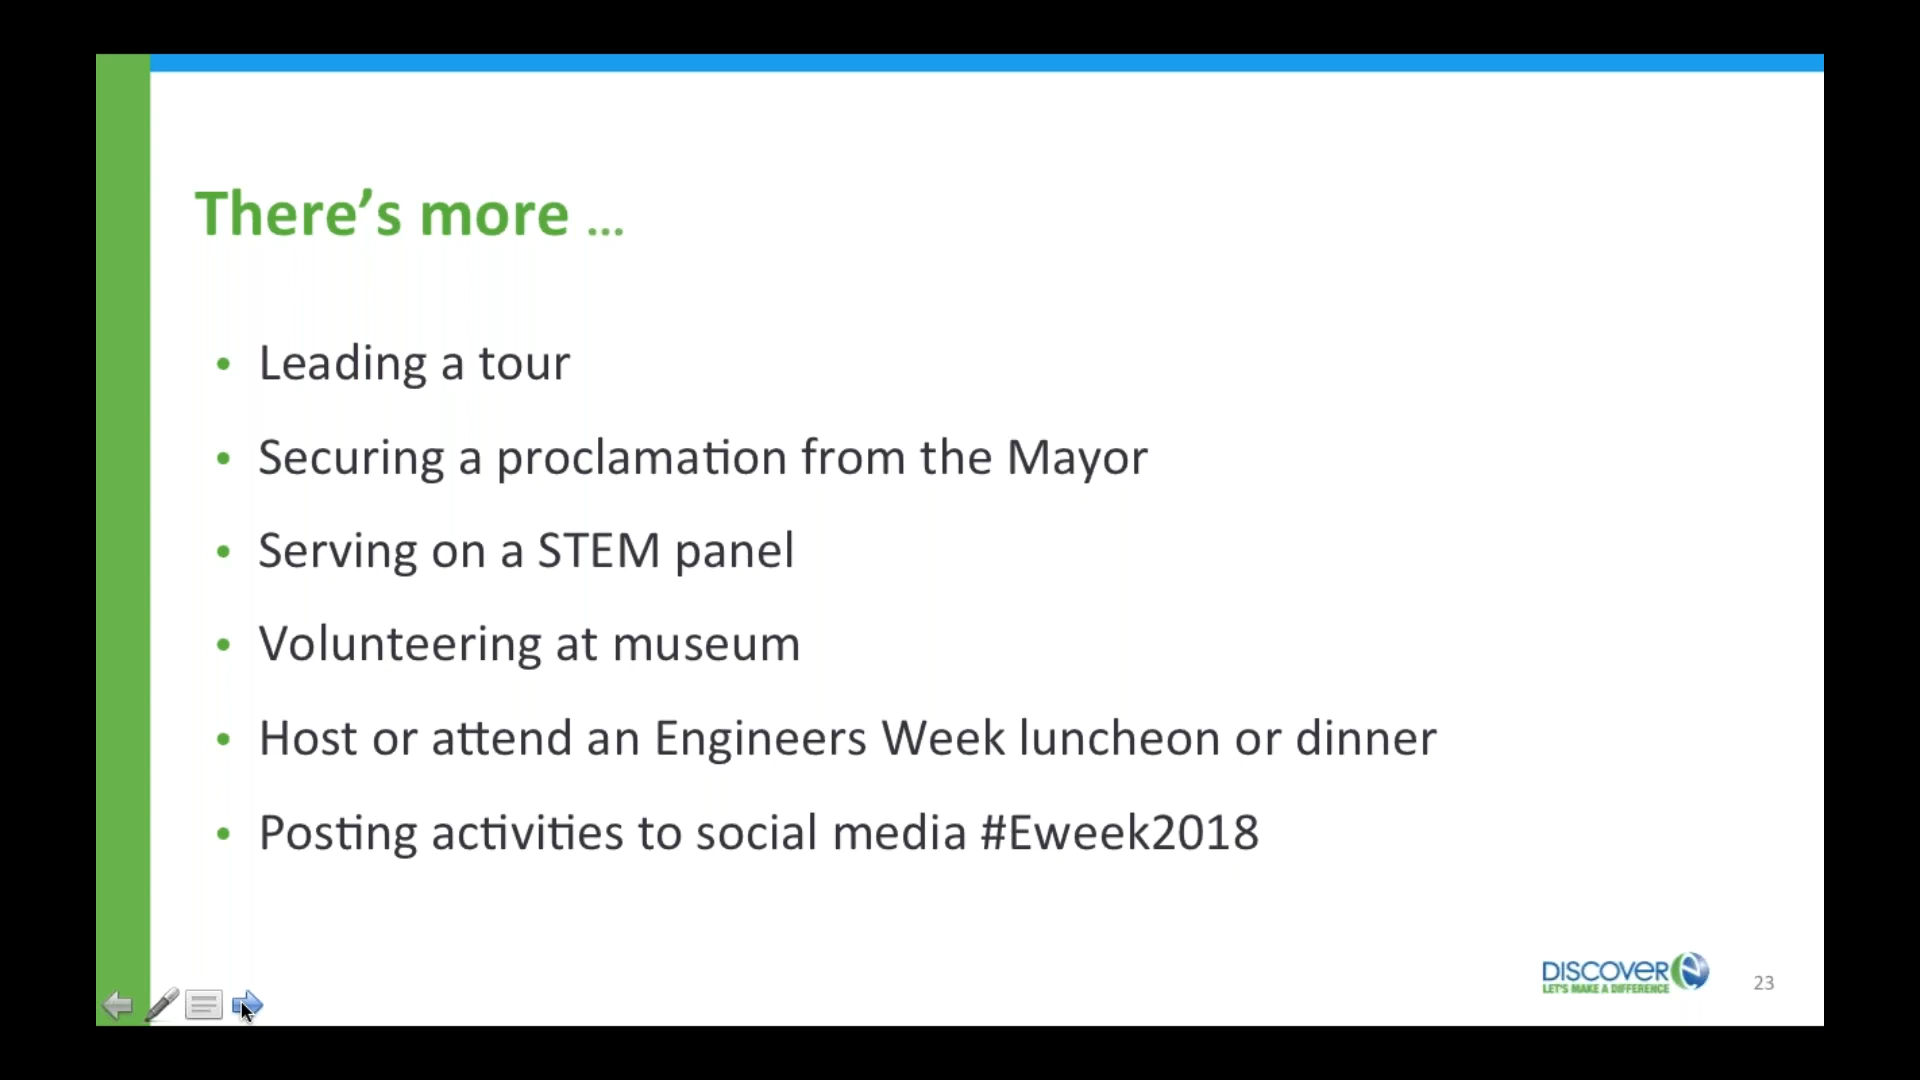 There’s more ...
• Leading a tour
• Securing a proclamation from the Mayor
• Serving on a STEM panel
• Volunteering at museum
• Host or attend an Engineers Week luncheon or dinner
• Posting activities to social media #Eweek2018
DISCOVER e
LET'S MAKE A DIFFERENCE
23